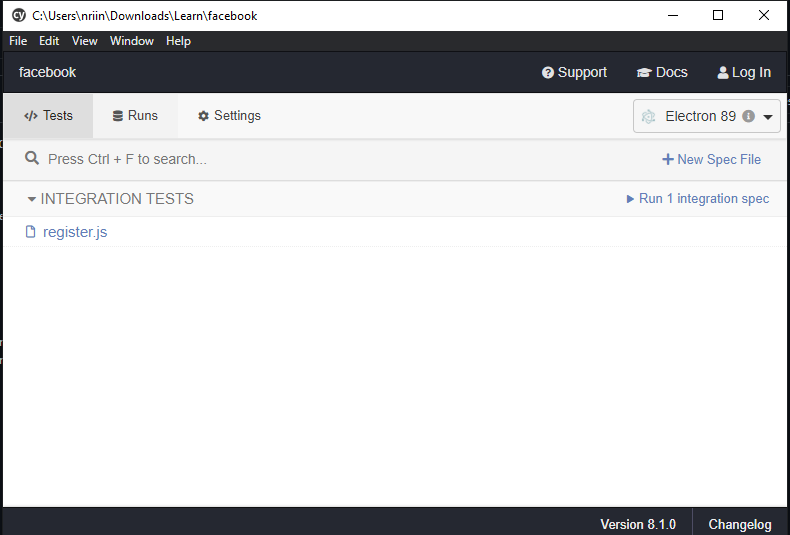 cy C:\Users\nriin\Downloads\Learn\facebook
File Edit View Window Help
facebook Support Docs Log In
Tests Runs Settings Electron 89
Press Ctrl + F to search... New Spec File
INTEGRATION TESTS Run 1 integration spec
register.js
Version 8.1.0 Changelog